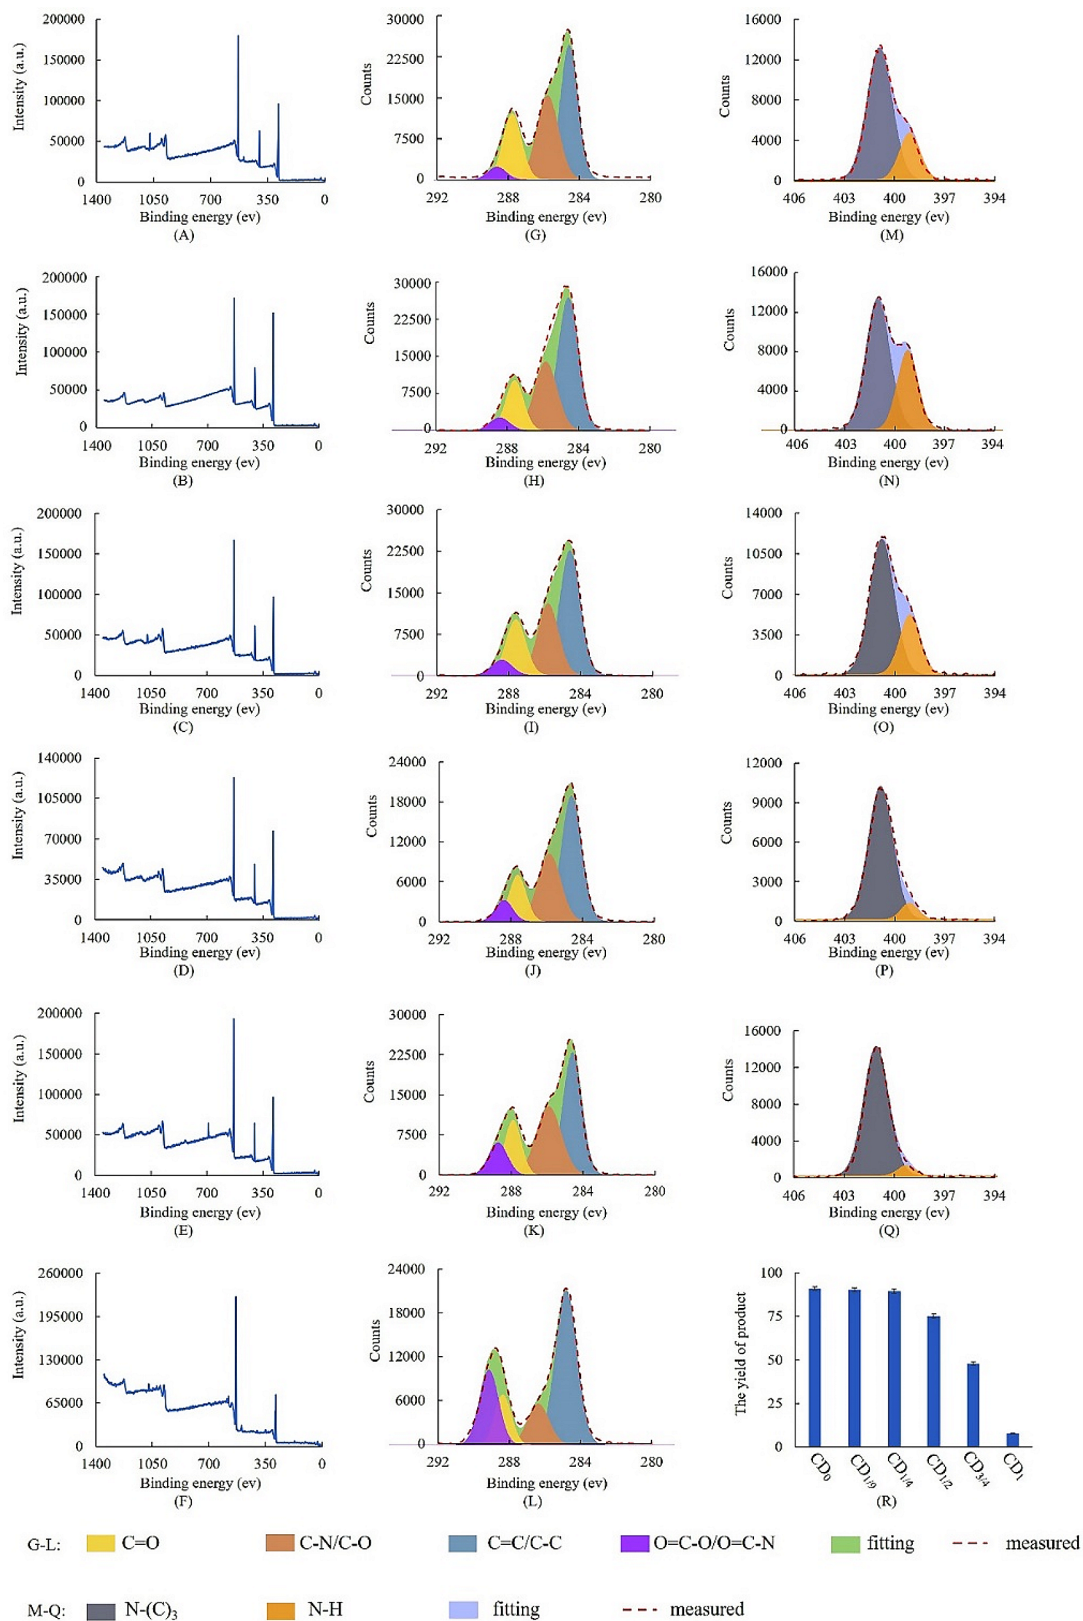 200000
150000
100000
50000
0
Intensity (a.u.)
1400 1050 700 350 0
Binding energy (ev)
(A)
30000
22500
15000
7500
0
Counts
292 288 284 280
Binding energy (ev)
(G)
16000
12000
8000
4000
0
Counts
406 403 400 397 394
Binding energy (ev)
(M)
200000
150000
100000
50000
0
Intensity (a.u.)
1400 1050 700 350 0
Binding energy (ev)
(B)
30000
22500
15000
7500
0
Counts
292 288 284 280
Binding energy (ev)
(H)
16000
12000
8000
4000
0
Counts
406 403 400 397 394
Binding energy (ev)
(N)
200000
150000
100000
50000
0
Intensity (a.u.)
1400 1050 700 350 0
Binding energy (ev)
(C)
30000
22500
15000
7500
0
Counts
292 288 284 280
Binding energy (ev)
(I)
14000
10500
7000
3500
0
Counts
406 403 400 397 394
Binding energy (ev)
(O)
140000
105000
70000
35000
0
Intensity (a.u.)
1400 1050 700 350 0
Binding energy (ev)
(D)
24000
18000
12000
6000
0
Counts
292 288 284 280
Binding energy (ev)
(J)
12000
9000
6000
3000
0
Counts
406 403 400 397 394
Binding energy (ev)
(P)
200000
150000
100000
50000
0
Intensity (a.u.)
1400 1050 700 350 0
Binding energy (ev)
(E)
30000
22500
15000
7500
0
Counts
292 288 284 280
Binding energy (ev)
(K)
16000
12000
8000
4000
0
Counts
406 403 400 397 394
Binding energy (ev)
(Q)
260000
195000
130000
65000
0
Intensity (a.u.)
1400 1050 700 350 0
Binding energy (ev)
(F)
24000
18000
12000
6000
0
Counts
292 288 284 280
Binding energy (ev)
(L)
100
75
50
25
0
The yield of product
CD0 CD1/9 CD1/4 CD1/2 CD3/4 CD1
(R)
G-L: C=O C-N/C-O C=C/C-C O=C-O/O=C-N fitting measured
M-Q: N-(C)3 N-H fitting measured